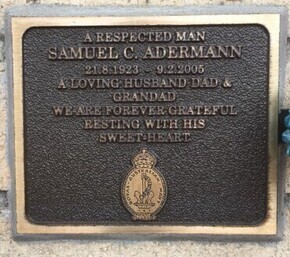 A RESPECTED MAN
SAMUEL C. ADERMANN
21.8.1923 - 9.2.2005
A LOVING HUSBAND DAD &
GRANDAD
WE ARE FOREVER GRATEFUL
RESTING WITH HIS
SWEET-HEART